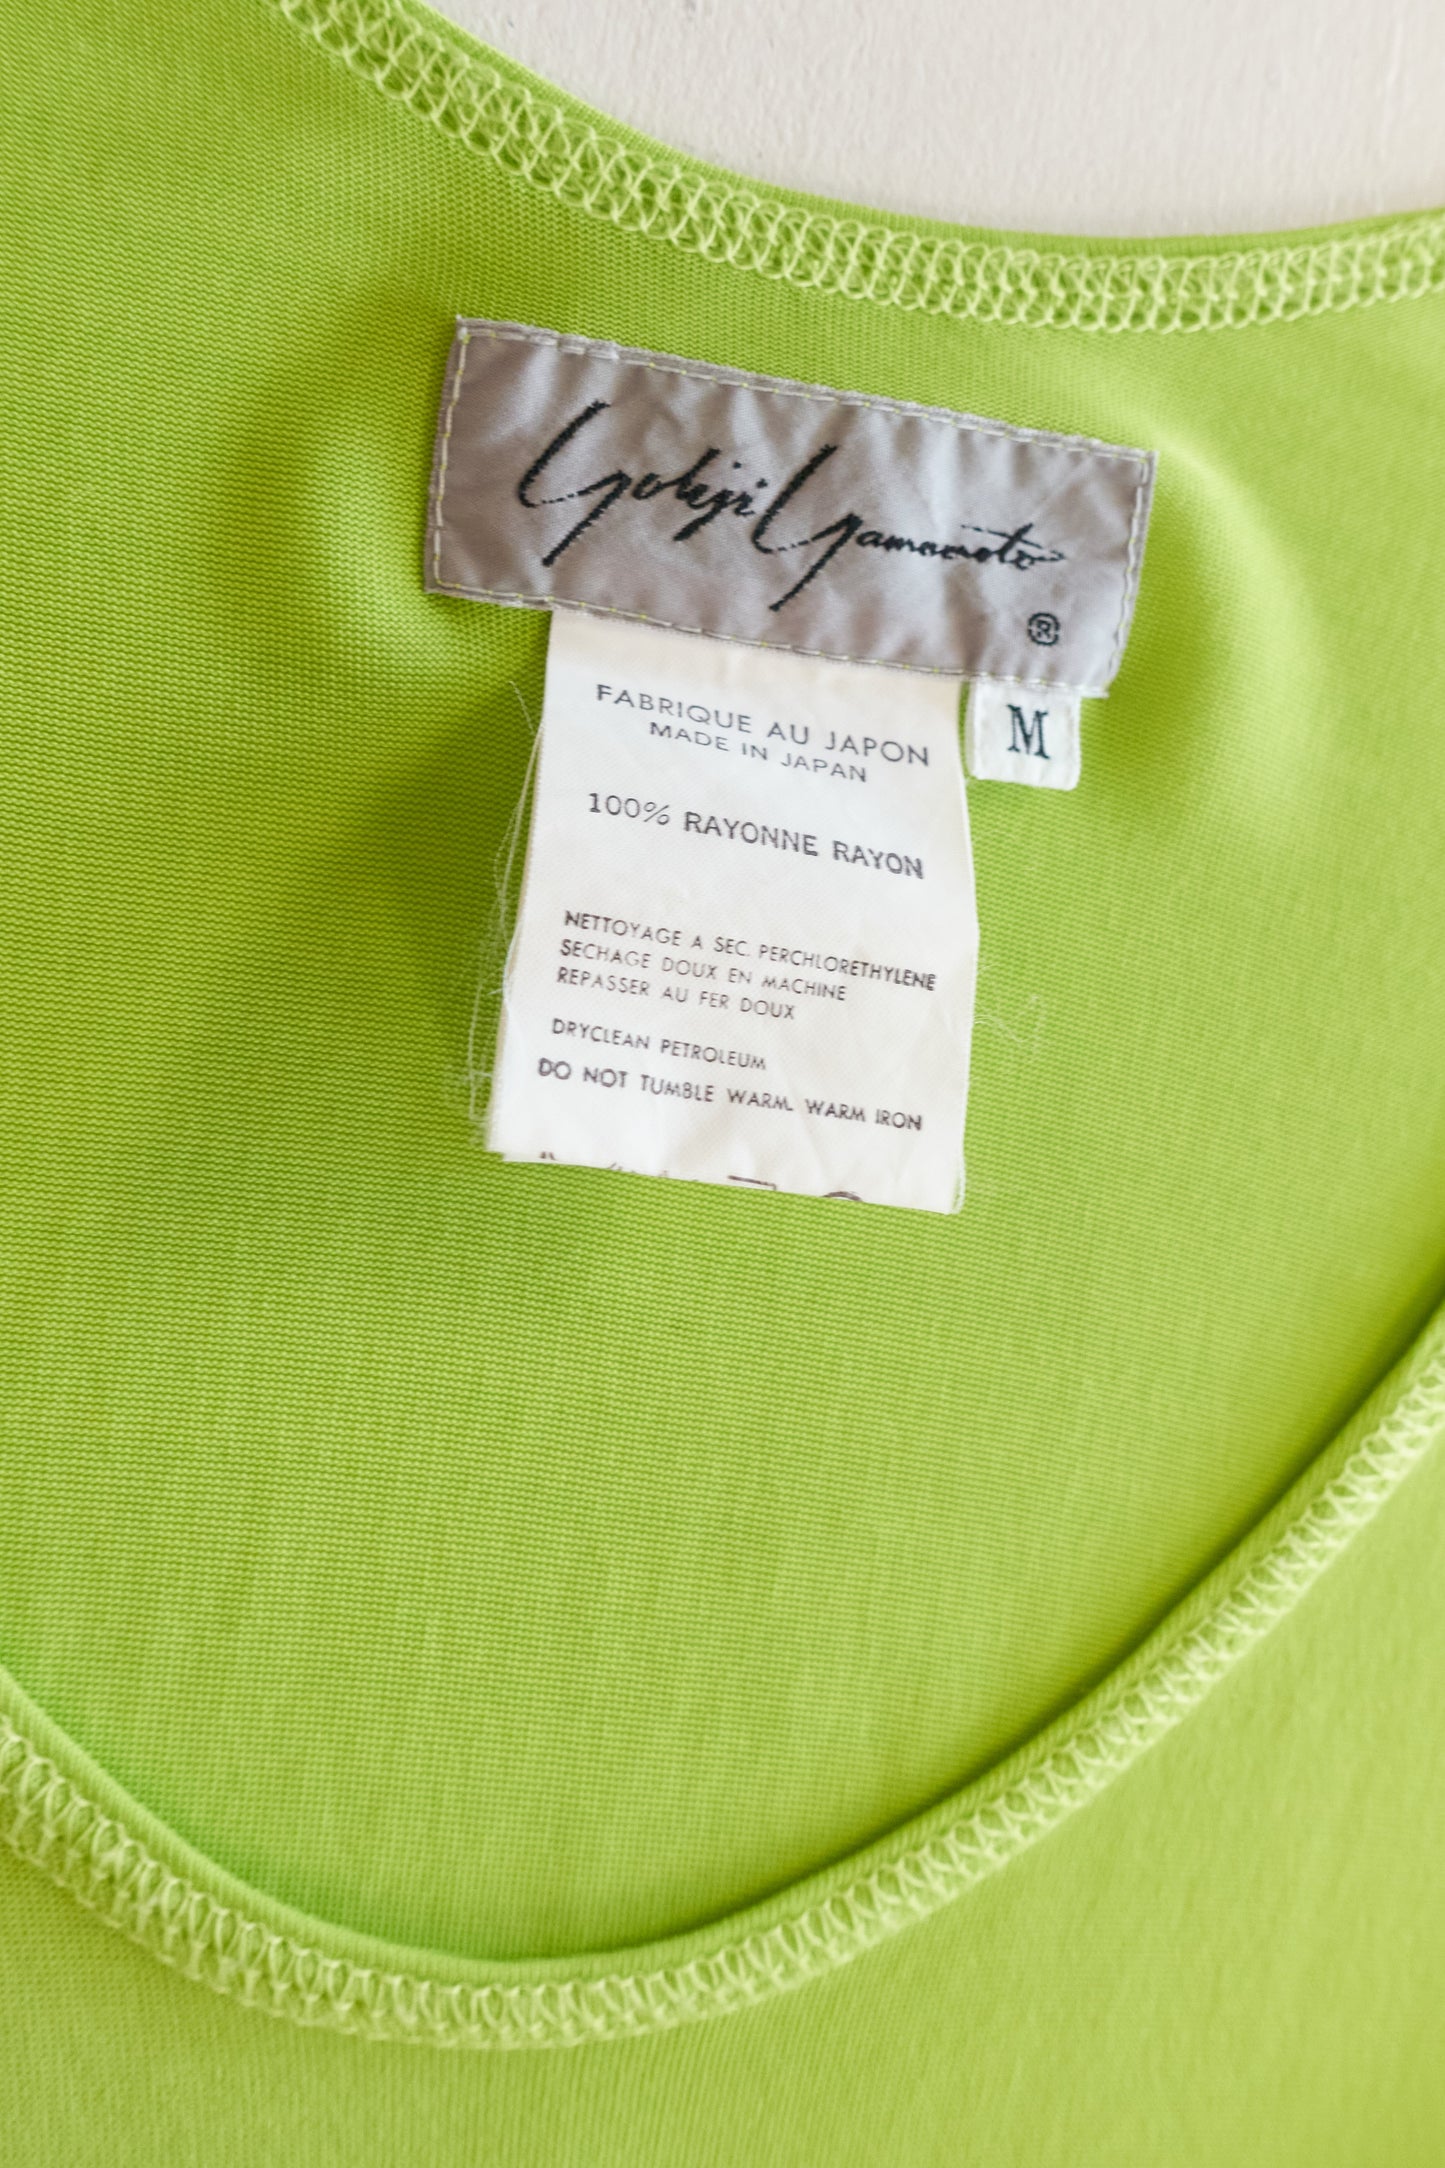 Yohji Yamamoto
®
M
FABRIQUE AU JAPON
MADE IN JAPAN
100% RAYONNE RAYON
NETTOYAGE A SEC. PERCHLORETHYLENE
SECHAGE DOUX EN MACHINE
REPASSER AU FER DOUX
DRYCLEAN PETROLEUM
DO NOT TUMBLE WARM. WARM IRON